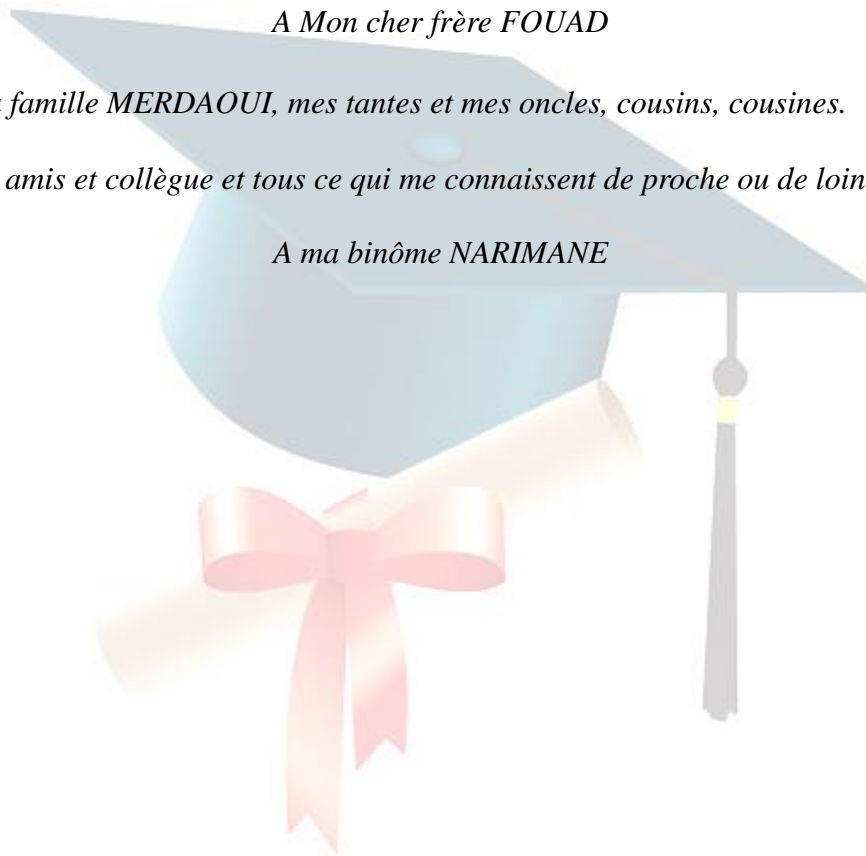 A Mon cher frère FOUAD
famille MERDAOUI, mes tantes et mes oncles, cousins, cousines.
amis et collègue et tous ce qui me connaissent de proche ou de loin
A ma binôme NARIMANE